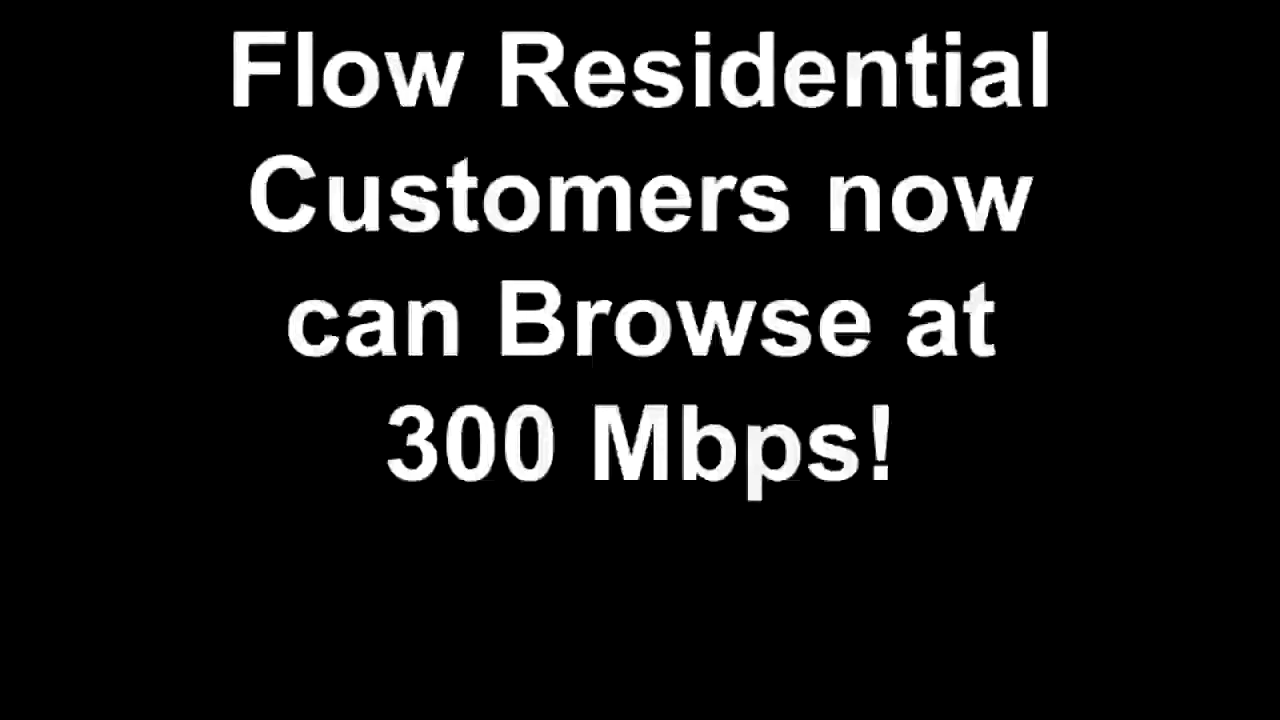 Flow Residential
Customers now
can Browse at
300 Mbps!